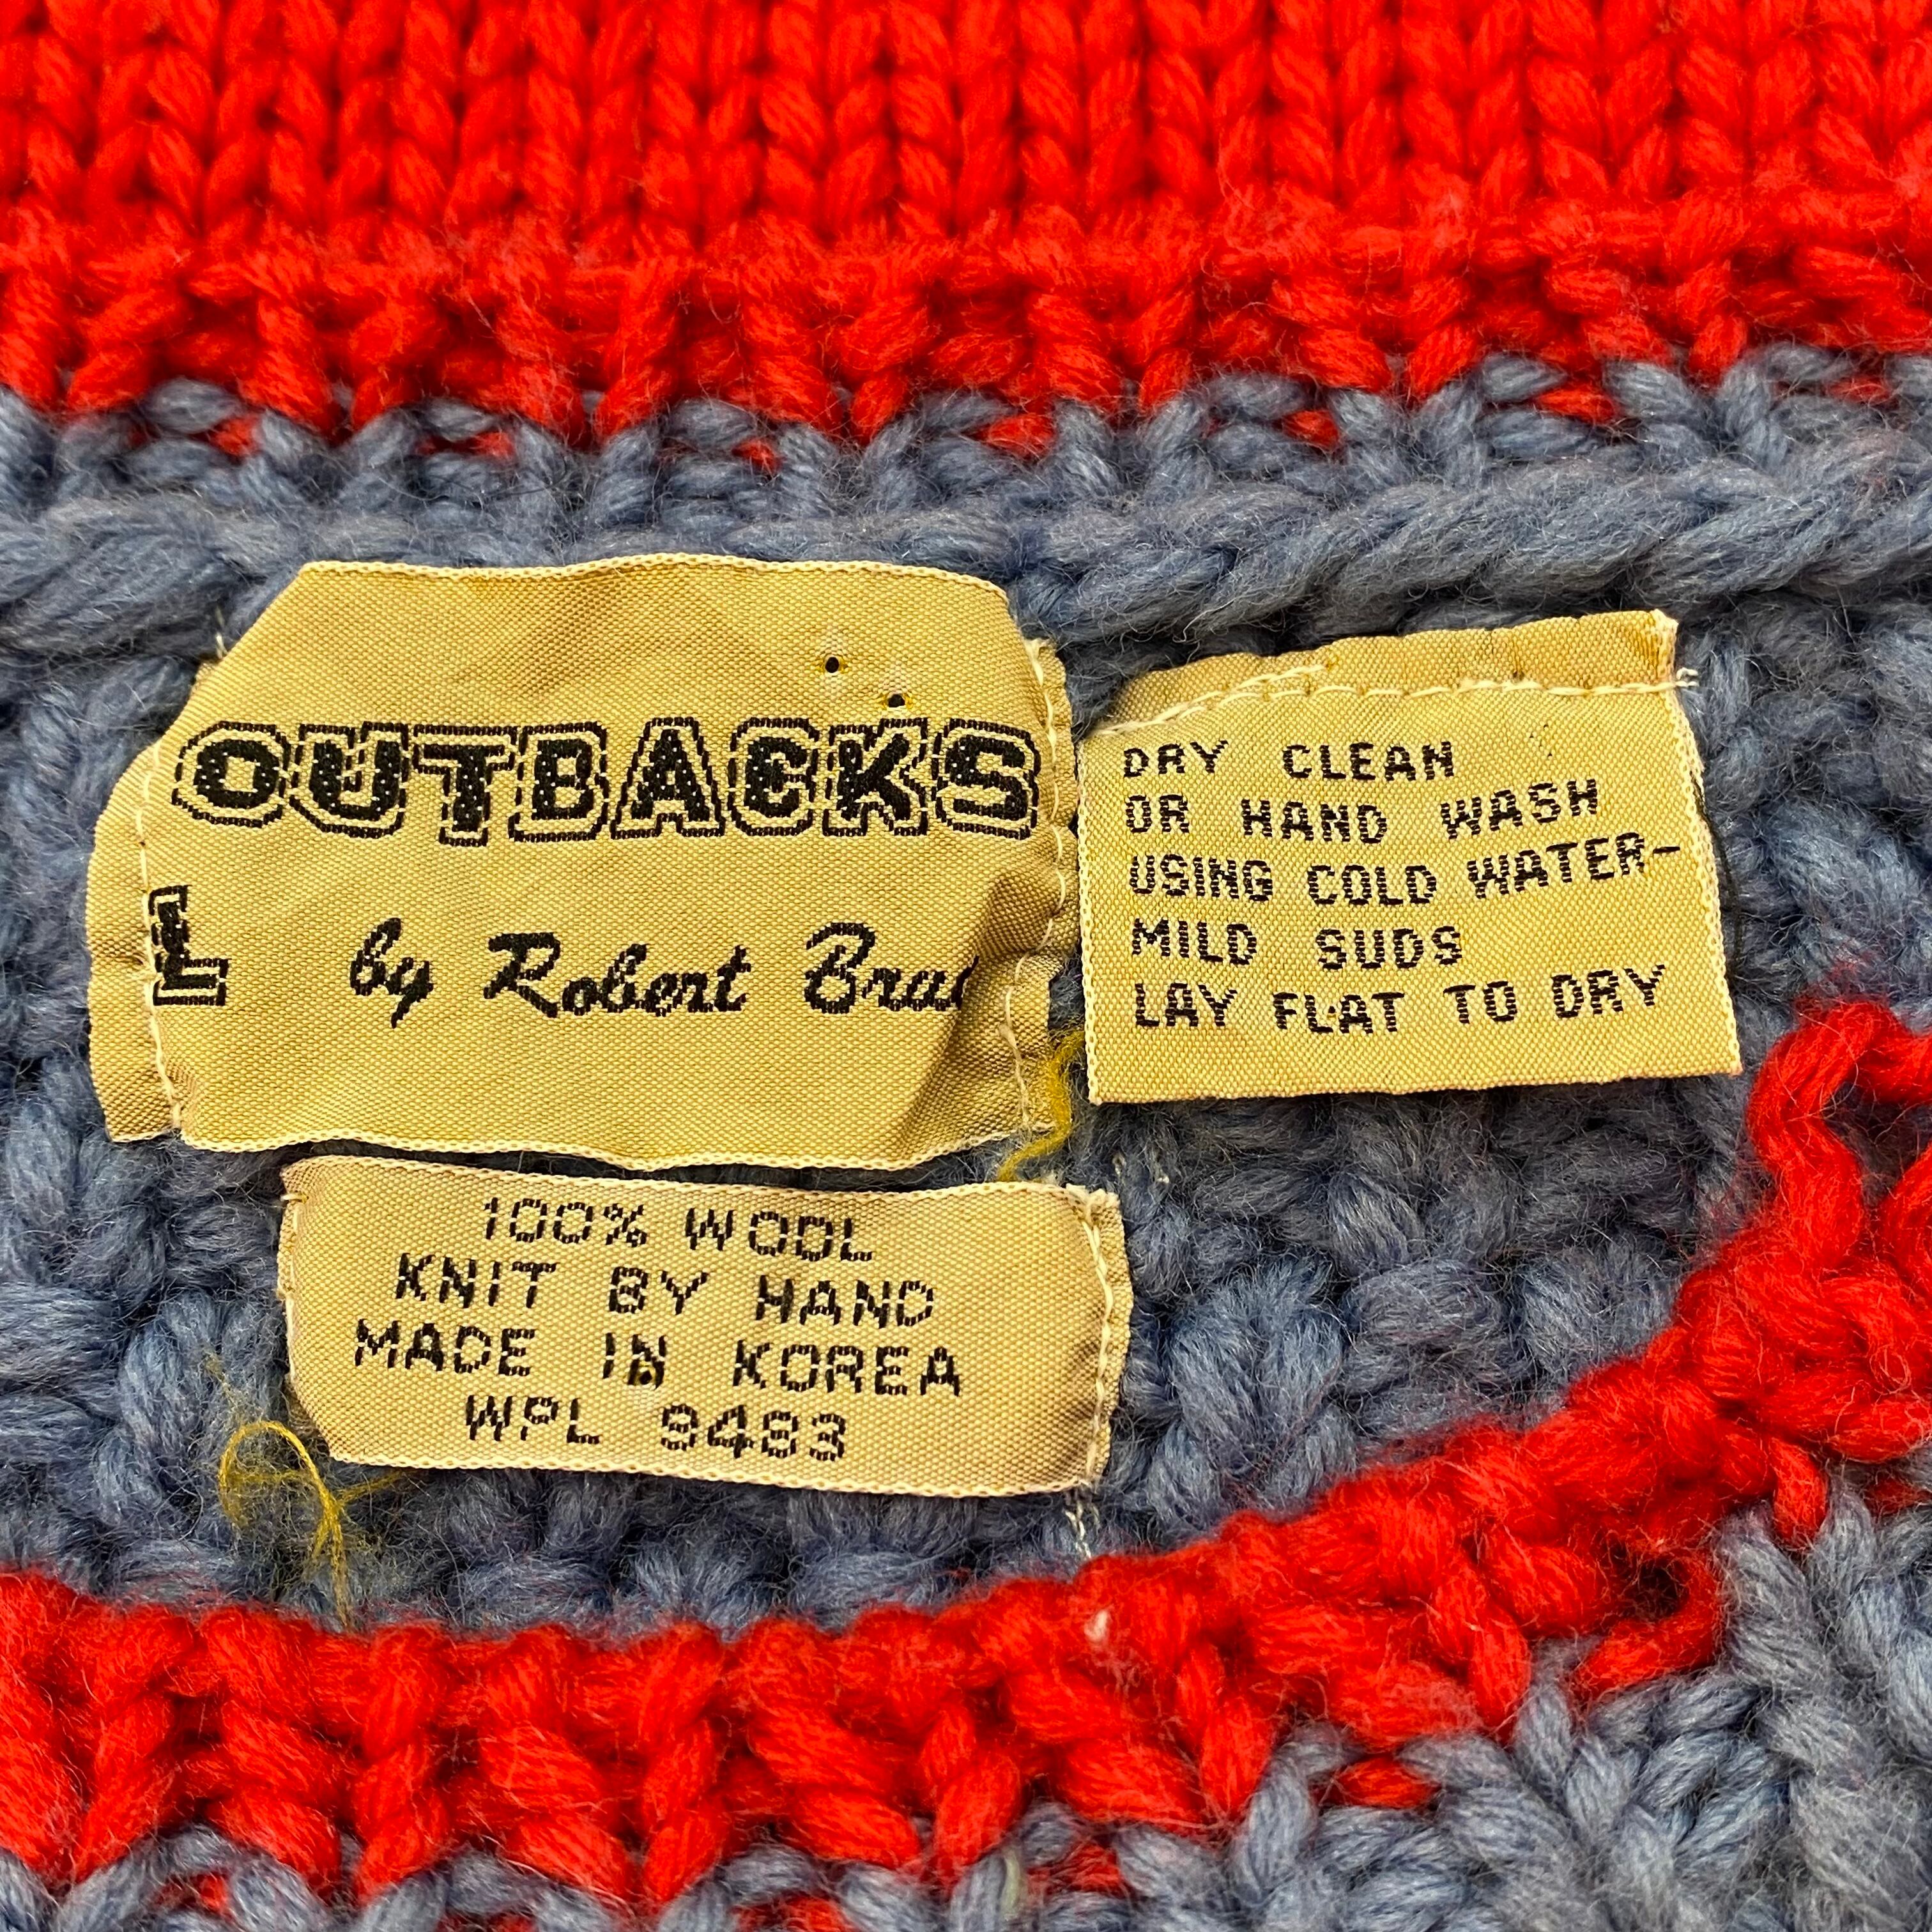 OUTBACKS
L by Robert
DRY CLEAN
OR HAND WASH
USING COLD WATER-
MILD SUDS
LAY FLAT TO DRY
100% WOOL
KNIT BY HAND
MADE IN KOREA
WPL 9483